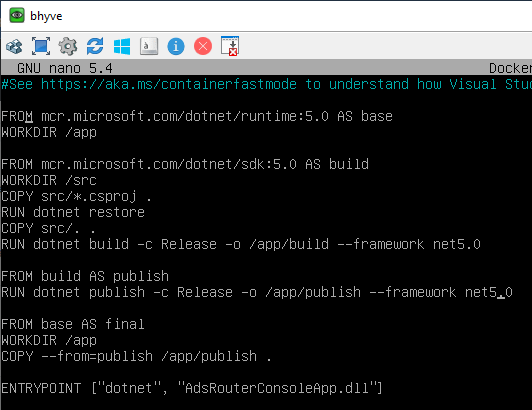 bhyve
GNU nano 5.4 Docker
#See https://aka.ms/containerfastmode to understand how Visual Stu
FROM mcr.microsoft.com/dotnet/runtime:5.0 AS base
WORKDIR /app
FROM mcr.microsoft.com/dotnet/sdk:5.0 AS build
WORKDIR /src
COPY src/*.csproj .
RUN dotnet restore
COPY src/. .
RUN dotnet build -c Release -o /app/build --framework net5.0
FROM build AS publish
RUN dotnet publish -c Release -o /app/publish --framework net5.0
FROM base AS final
WORKDIR /app
COPY --from=publish /app/publish .
ENTRYPOINT ["dotnet", "AdsRouterConsoleApp.dll"]